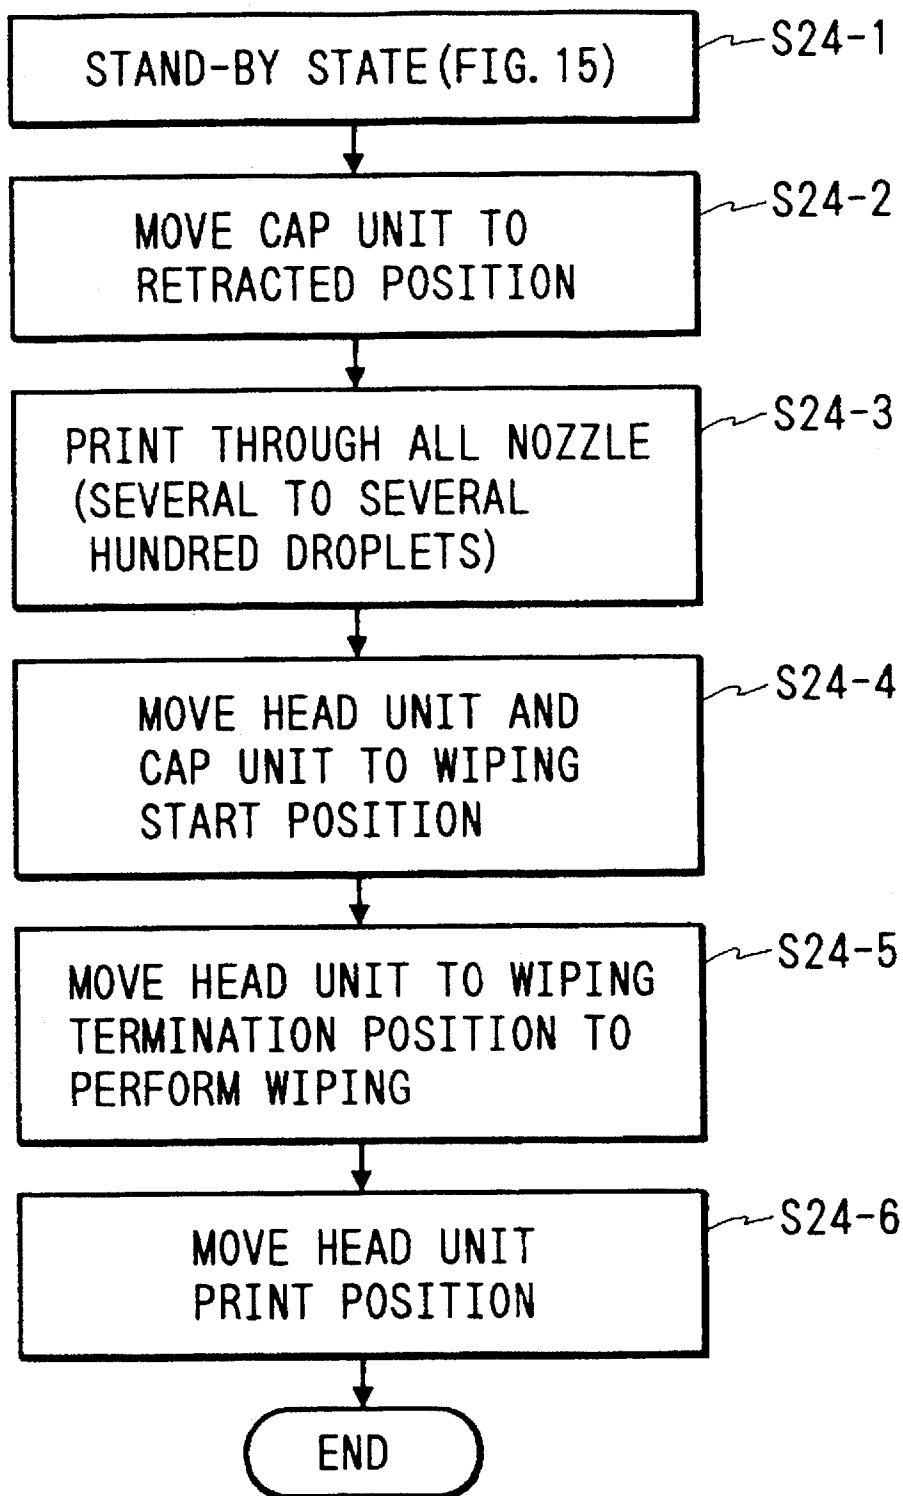 STAND-BY STATE (FIG. 15)
S24-1
MOVE CAP UNIT TO
RETRACTED POSITION
S24-2
PRINT THROUGH ALL NOZZLE
(SEVERAL TO SEVERAL
HUNDRED DROPLETS)
S24-3
MOVE HEAD UNIT AND
CAP UNIT TO WIPING
START POSITION
S24-4
MOVE HEAD UNIT TO WIPING
TERMINATION POSITION TO
PERFORM WIPING
S24-5
MOVE HEAD UNIT
PRINT POSITION
S24-6
END